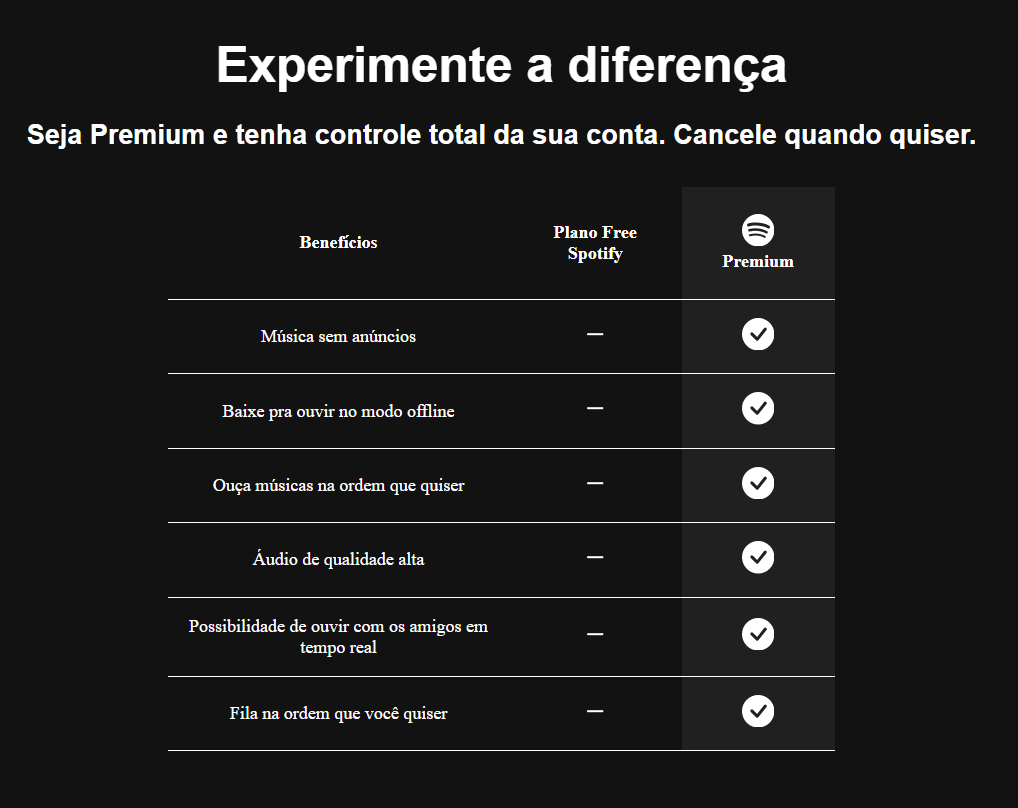 Experimente a diferença
Seja Premium e tenha controle total da sua conta. Cancele quando quiser.
Benefícios
Plano Free
Spotify
Premium
Música sem anúncios
Baixe pra ouvir no modo offline
Ouça músicas na ordem que quiser
Áudio de qualidade alta
Possibilidade de ouvir com os amigos em
tempo real
Fila na ordem que você quiser